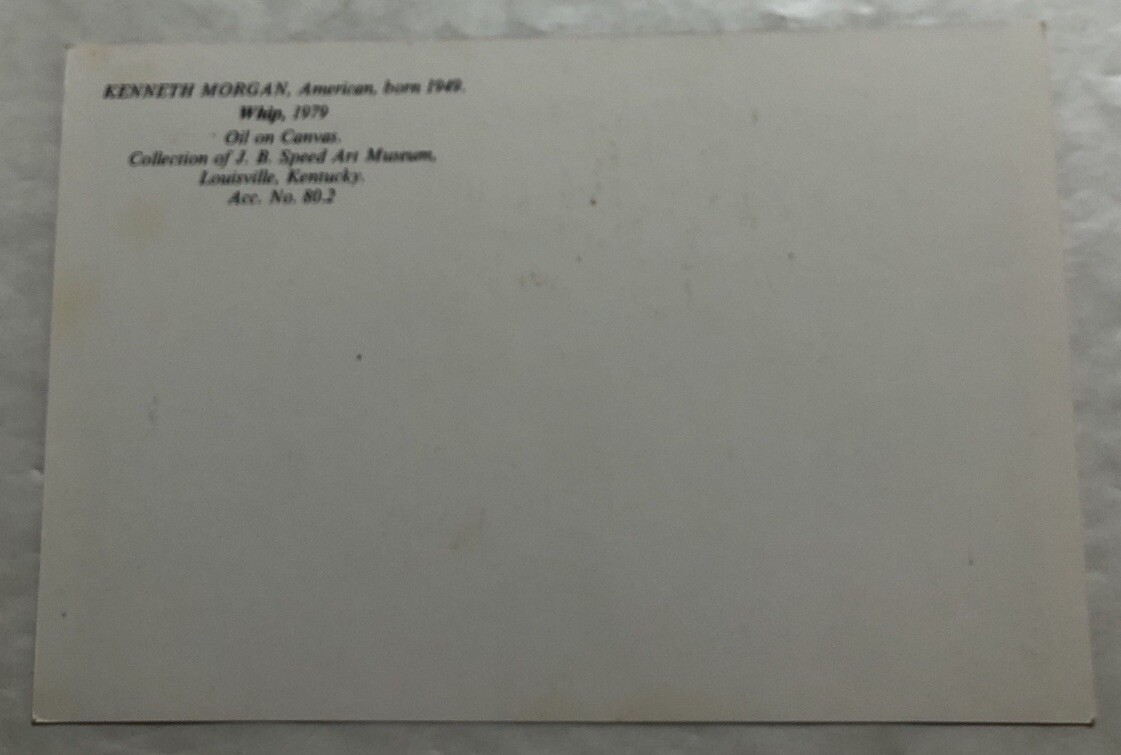 KENNETH MORGAN, American, born 1949.
Whip, 1979
Oil on Canvas.
Collection of J. B. Speed Art Museum,
Louisville, Kentucky.
Acc. No. 80.2